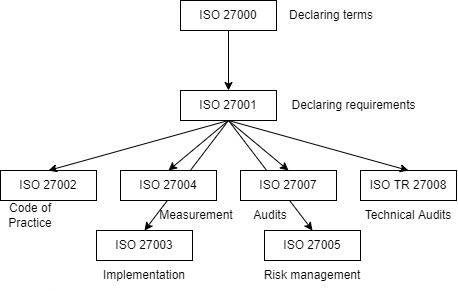 ISO 27000 Declaring terms
ISO 27001 Declaring requirements
ISO 27002 ISO 27004 ISO 27007 ISO TR 27008
Code of
Practice
Measurement Audits Technical Audits
ISO 27003 ISO 27005
Implementation Risk management